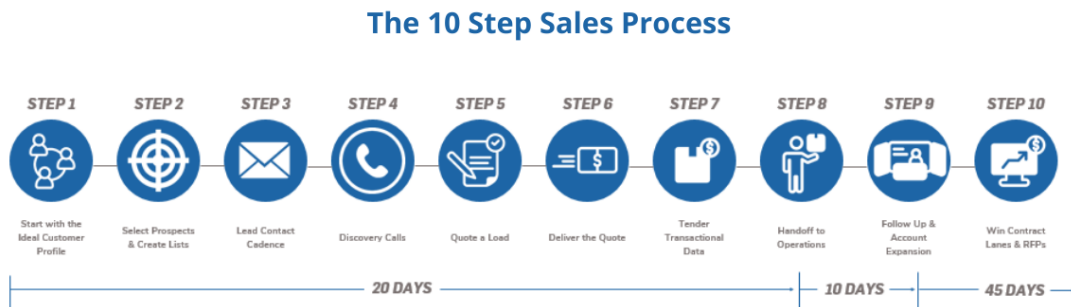 The 10 Step Sales Process
STEP 1
STEP 2
STEP 3
STEP 4
STEP 5
STEP 6
STEP 7
STEP 8
STEP 9
STEP 10
Start with the
Ideal Customer
Profile
Select Prospects
& Create Lists
Lead Contact
Cadence
Discovery Calls
Quote a Load
Deliver the Quote
Tender
Transactional
Data
Handoff to
Operations
Follow Up &
Account
Expansion
Win Contract
Lanes & RFPs
20 DAYS
10 DAYS
45 DAYS